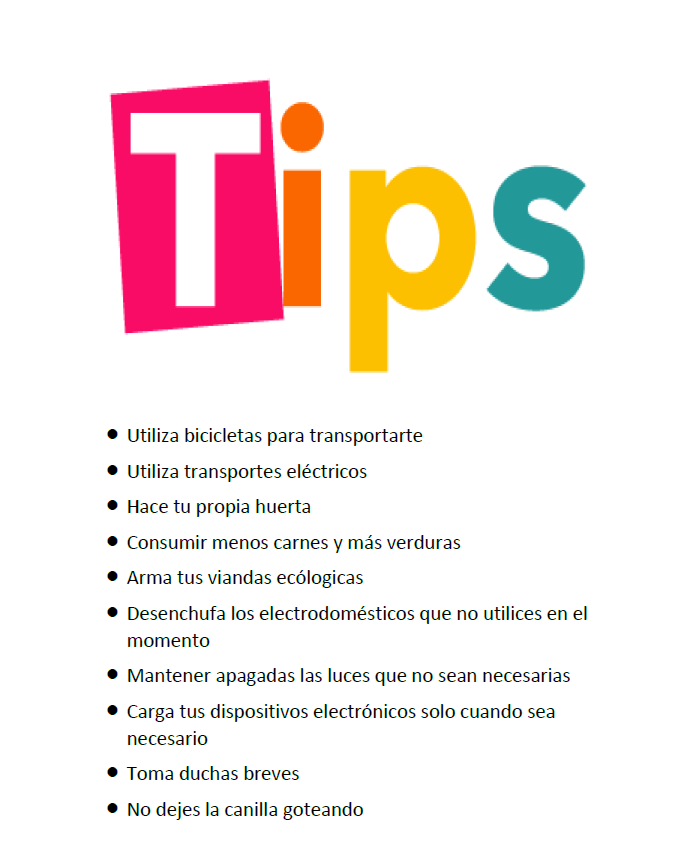 Tips
• Utiliza bicicletas para transportarte
• Utiliza transportes eléctricos
• Hace tu propia huerta
• Consumir menos carnes y más verduras
• Arma tus viandas ecólogicas
• Desenchufa los electrodomésticos que no utilices en el
momento
• Mantener apagadas las luces que no sean necesarias
• Carga tus dispositivos electrónicos solo cuando sea
necesario
• Toma duchas breves
• No dejes la canilla goteando